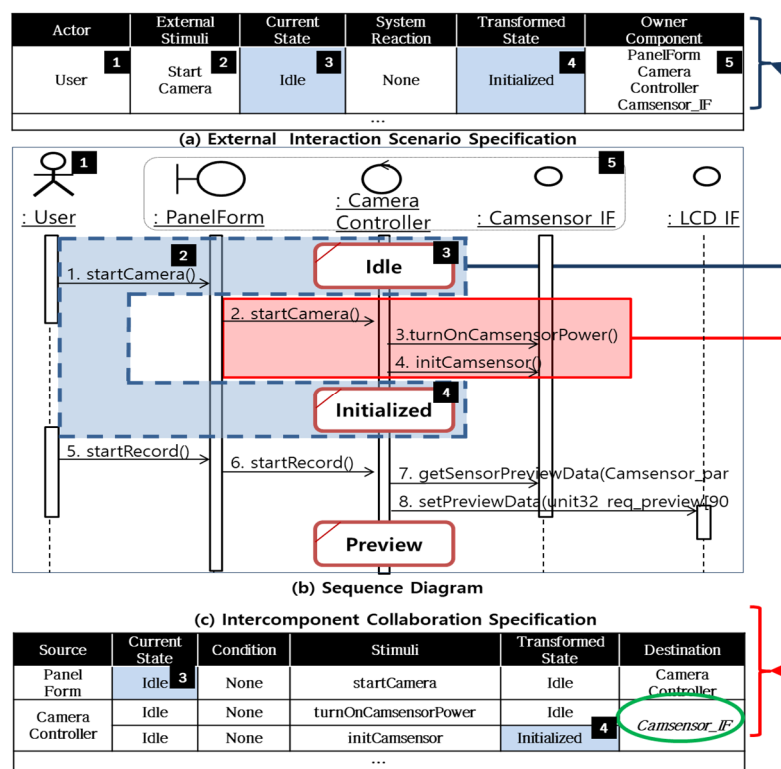 Actor External Stimuli Current State System Reaction Transformed State Owner Component
User 1 Start Camera 2 Idle 3 None Initialized 4 PanelForm Camera Controller Camsensor_IF 5
...
(a) External Interaction Scenario Specification
1 5
: User : PanelForm : Camera Controller : Camsensor IF : LCD IF
2 Idle 3
1. startCamera()
2. startCamera()
3.turnOnCamsensorPower()
4. initCamsensor()
Initialized 4
5. startRecord()
6. startRecord()
7. getSensorPreviewData(Camsensor_par
8. setPreviewData(unit32 req_preview[90
Preview
(b) Sequence Diagram
(c) Intercomponent Collaboration Specification
Source Current State Condition Stimuli Transformed State Destination
Panel Form Idle 3 None startCamera Idle Camera Controller
Camera Controller Idle None turnOnCamsensorPower Idle Camsensor_IF
Idle None initCamsensor Initialized 4
...